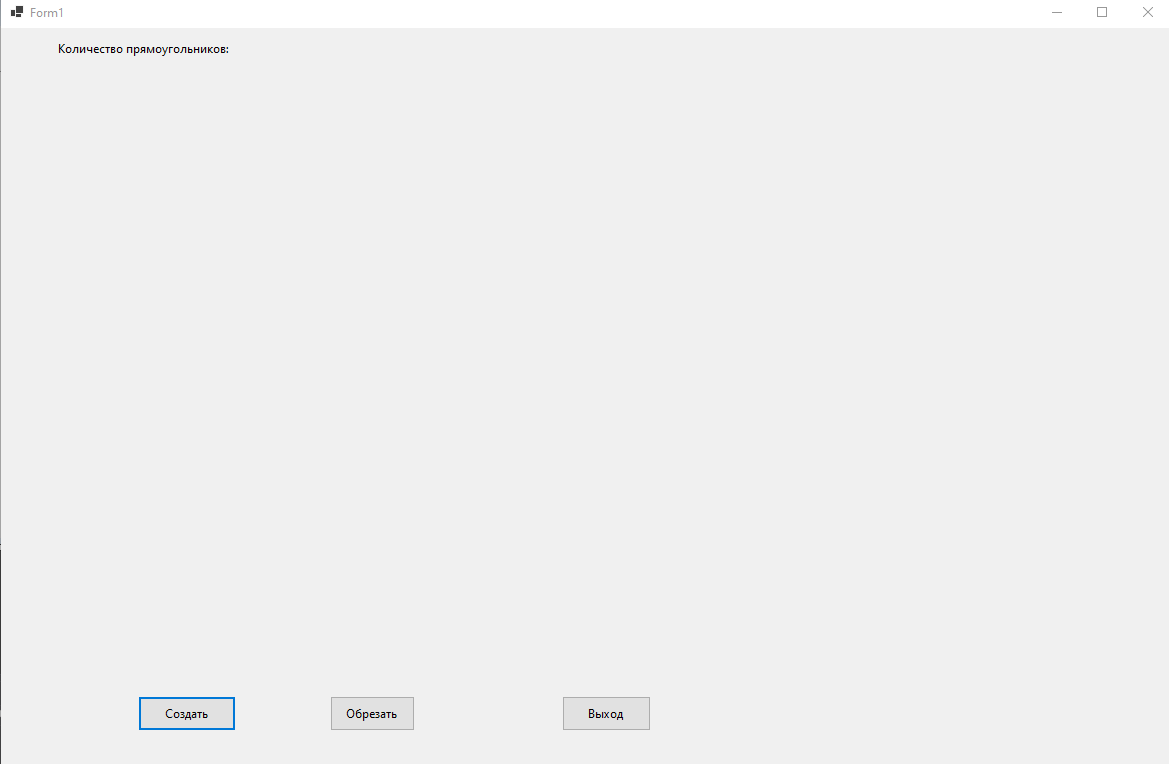 Form1
Количество прямоугольников:
Создать
Обрезать
Выход